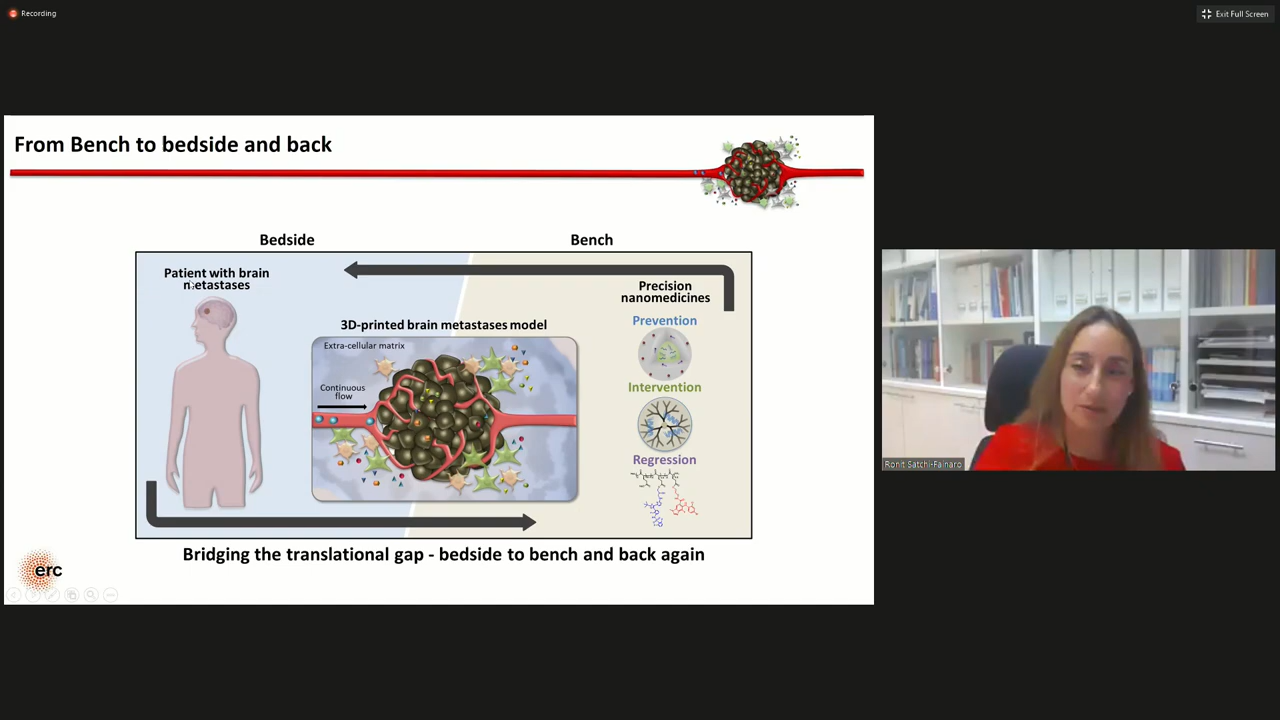 Recording
Exit Full Screen
From Bench to bedside and back
Bedside
Bench
Patient with brain
metastases
Precision
nanomedicines
Prevention
3D-printed brain metastases model
Extra-cellular matrix
Continuous
flow
Intervention
Regression
Bridging the translational gap - bedside to bench and back again
erc
Ronit Satchi-Fainaro